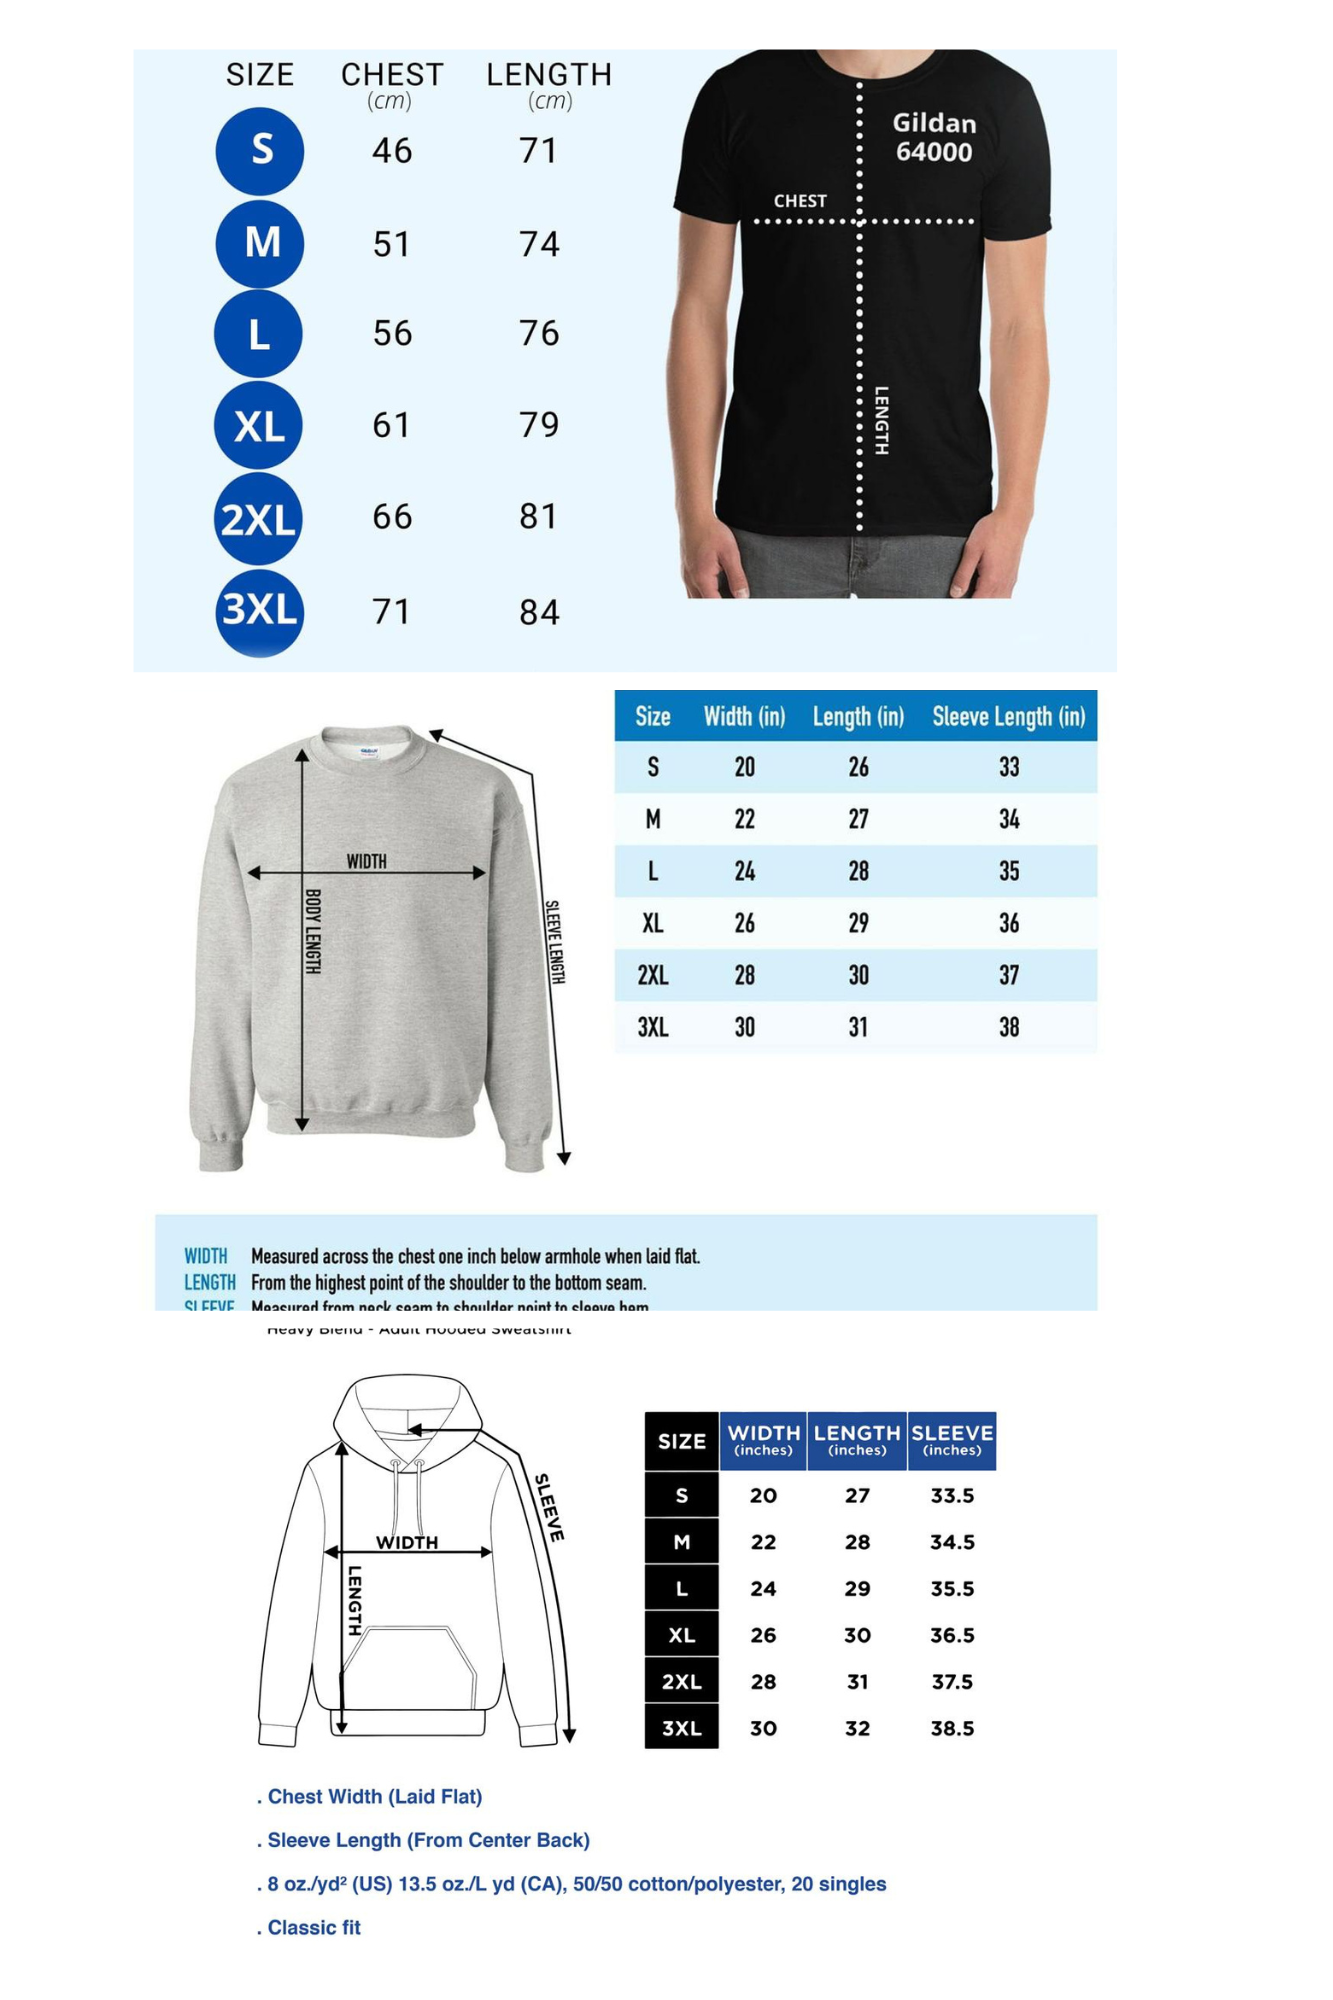 SIZE CHEST LENGTH
(cm) (cm)
S 46 71
M 51 74
L 56 76
XL 61 79
2XL 66 81
3XL 71 84
Gildan
64000
CHEST
LENGTH
Size Width (in) Length (in) Sleeve Length (in)
S 20 26 33
M 22 27 34
L 24 28 35
XL 26 29 36
2XL 28 30 37
3XL 30 31 38
WIDTH
BODY LENGTH
SLEEVE LENGTH
WIDTH Measured across the chest one inch below armhole when laid flat.
LENGTH From the highest point of the shoulder to the bottom seam.
SLEEVE Measured from neck seam to shoulder point to sleeve hem
Heavy Blend - Adult Hooded Sweatshirt
SLEEVE
WIDTH
LENGTH
SIZE WIDTH LENGTH SLEEVE
(inches) (inches) (inches)
S 20 27 33.5
M 22 28 34.5
L 24 29 35.5
XL 26 30 36.5
2XL 28 31 37.5
3XL 30 32 38.5
. Chest Width (Laid Flat)
. Sleeve Length (From Center Back)
. 8 oz./yd² (US) 13.5 oz./L yd (CA), 50/50 cotton/polyester, 20 singles
. Classic fit